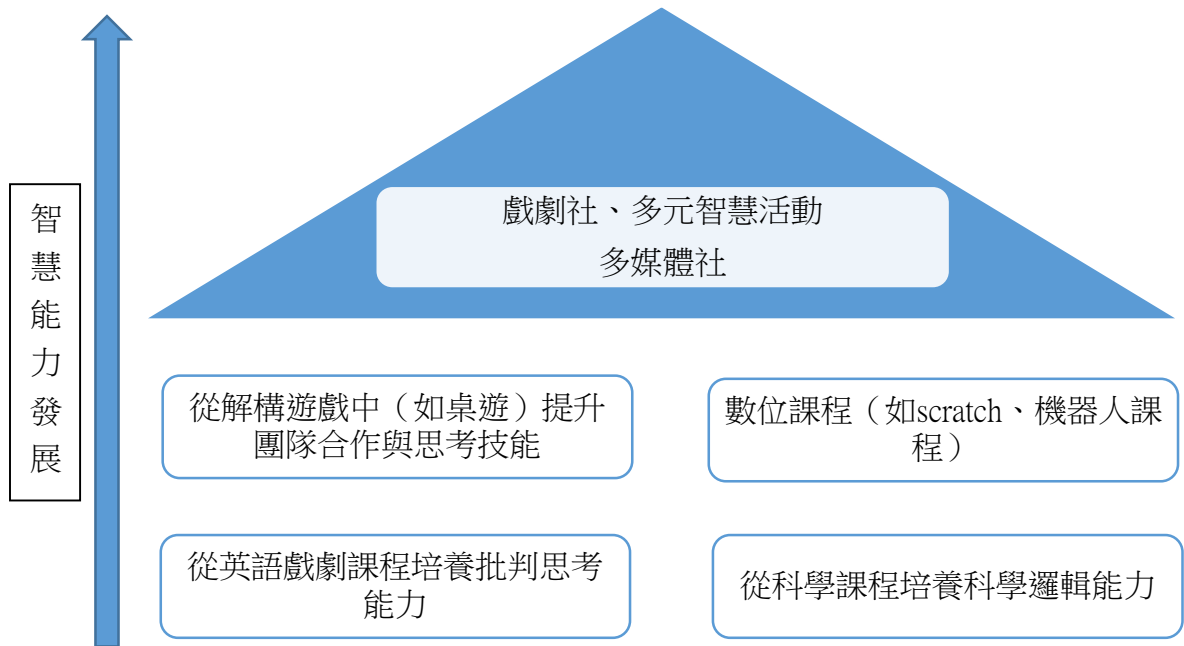 智慧能力發展
戲劇社、多元智慧活動
多媒體社
從解構遊戲中（如桌遊）提升
團隊合作與思考技能
數位課程（如scratch、機器人課
程）
從英語戲劇課程培養批判思考
能力
從科學課程培養科學邏輯能力